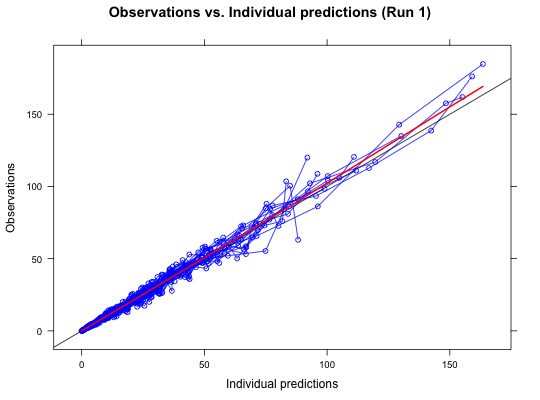 Observations vs. Individual predictions (Run 1)
150
100
50
0
Observations
0 50 100 150
Individual predictions